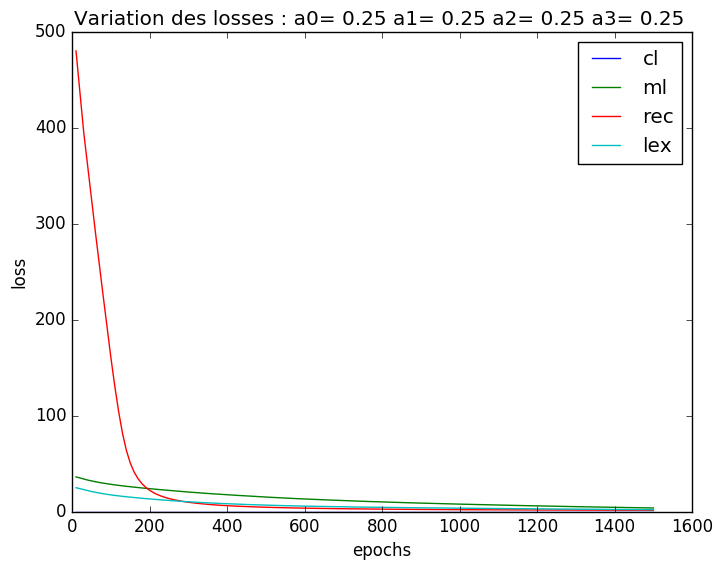 Variation des losses : a0= 0.25 a1= 0.25 a2= 0.25 a3= 0.25
cl
ml
rec
lex
500
400
300
200
100
0
loss
0 200 400 600 800 1000 1200 1400 1600
epochs